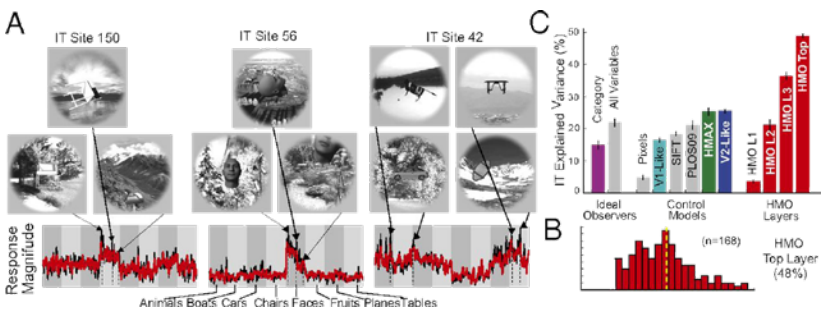 A
IT Site 150
IT Site 56
IT Site 42
Response
Magnitude
Animals Boats Cars Chairs Faces Fruits Planes Tables
C
IT Explained Variance (%)
50
40
30
20
10
0
Category
All Variables
Pixels
V1-Like
SIFT
PLOS09
HMAX
V2-Like
HMO L1
HMO L2
HMO L3
HMO Top
Ideal
Observers
Control
Models
HMO
Layers
B
(n=168)
HMO
Top Layer
(48%)